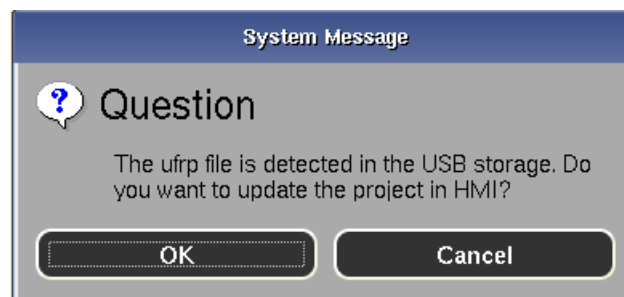 System Message
Question
The ufrp file is detected in the USB storage. Do
you want to update the project in HMI?
OK
Cancel